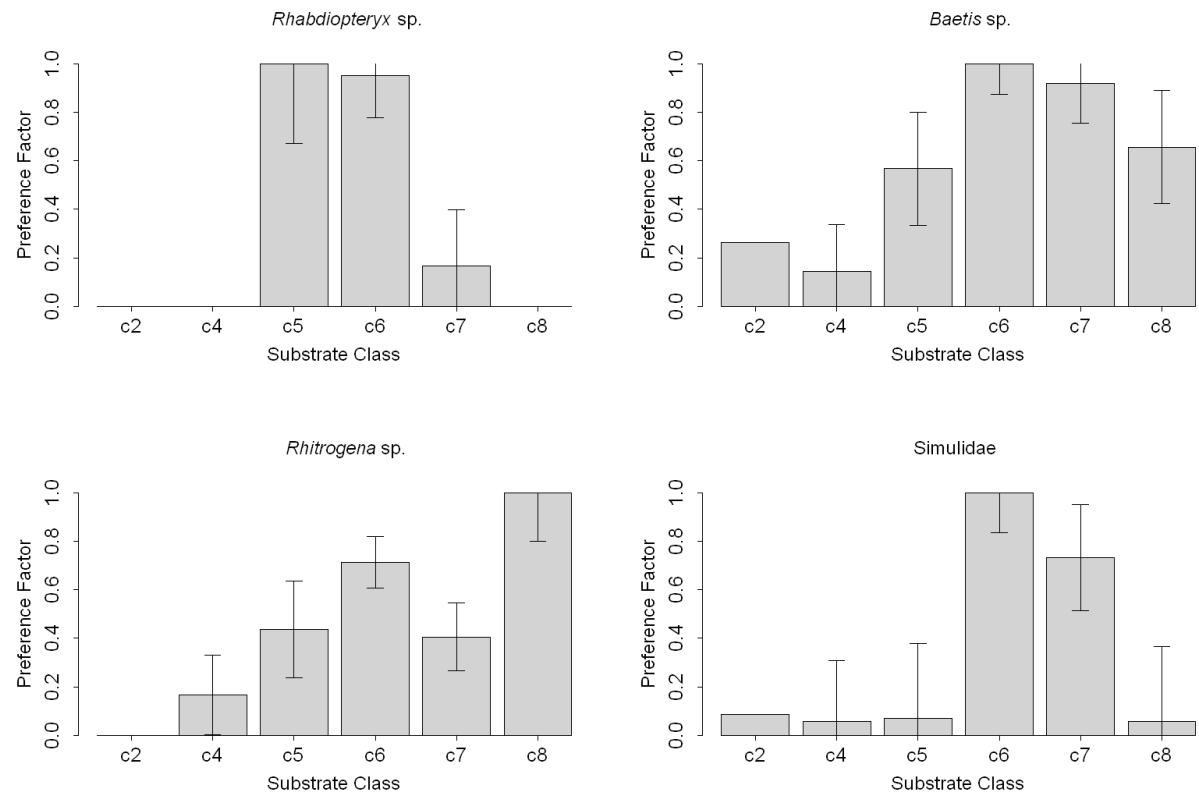 Rhabdiopteryx sp.
Preference Factor
0.0 0.2 0.4 0.6 0.8 1.0
c2 c4 c5 c6 c7 c8
Substrate Class
Baetis sp.
Preference Factor
0.0 0.2 0.4 0.6 0.8 1.0
c2 c4 c5 c6 c7 c8
Substrate Class
Rhitrogena sp.
Preference Factor
0.0 0.2 0.4 0.6 0.8 1.0
c2 c4 c5 c6 c7 c8
Substrate Class
Simulidae
Preference Factor
0.0 0.2 0.4 0.6 0.8 1.0
c2 c4 c5 c6 c7 c8
Substrate Class